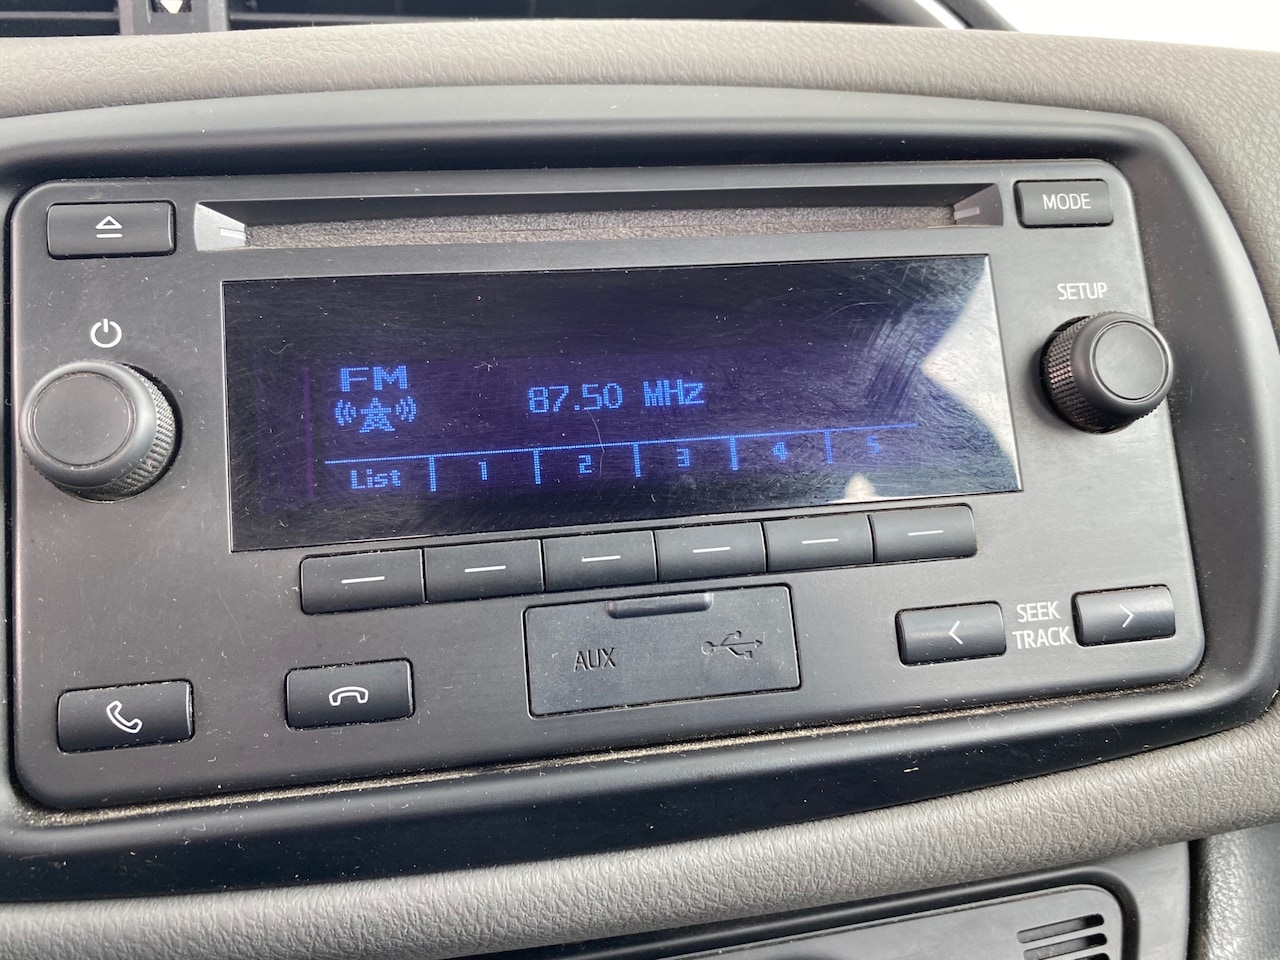 MODE
SETUP
FM
87.50 MHz
List 1 2 3 4 5
SEEK
TRACK
AUX